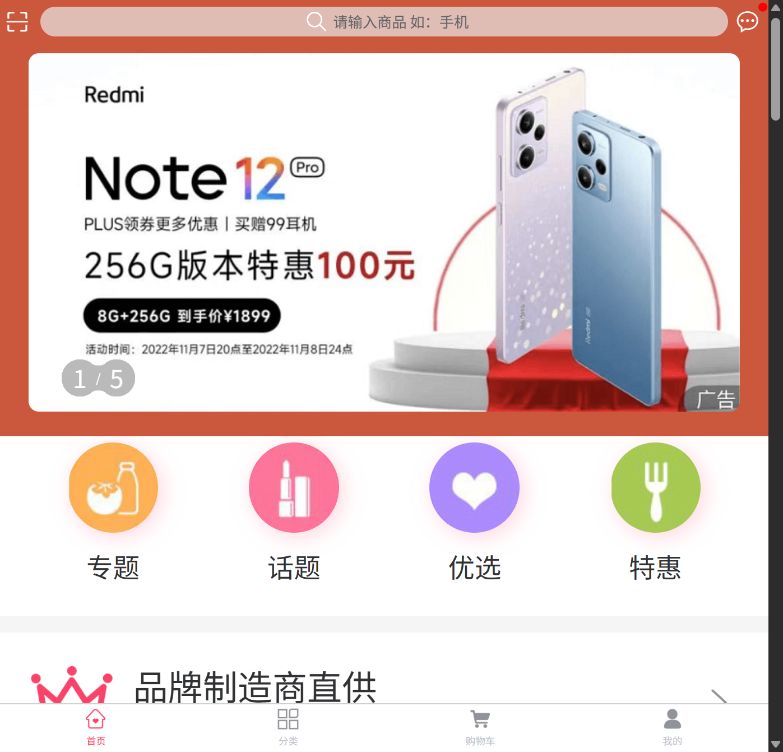 请输入商品 如：手机
Redmi
Note 12 Pro
PLUS领券更多优惠｜买赠99耳机
256G版本特惠100元
8G+256G 到手价¥1899
活动时间：2022年11月7日20点至2022年11月8日24点
1 / 5
广告
专题 话题 优选 特惠
品牌制造商直供
首页 分类 购物车 我的